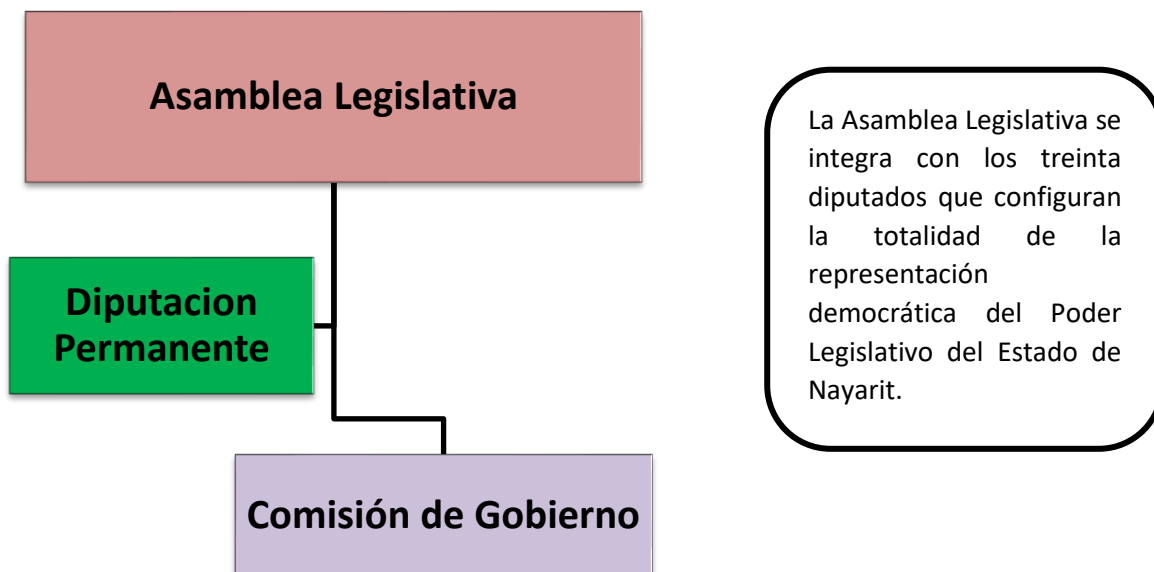 Asamblea Legislativa
Diputacion
Permanente
Comisión de Gobierno
La Asamblea Legislativa se
integra con los treinta
diputados que configuran
la totalidad de la
representación
democrática del Poder
Legislativo del Estado de
Nayarit.